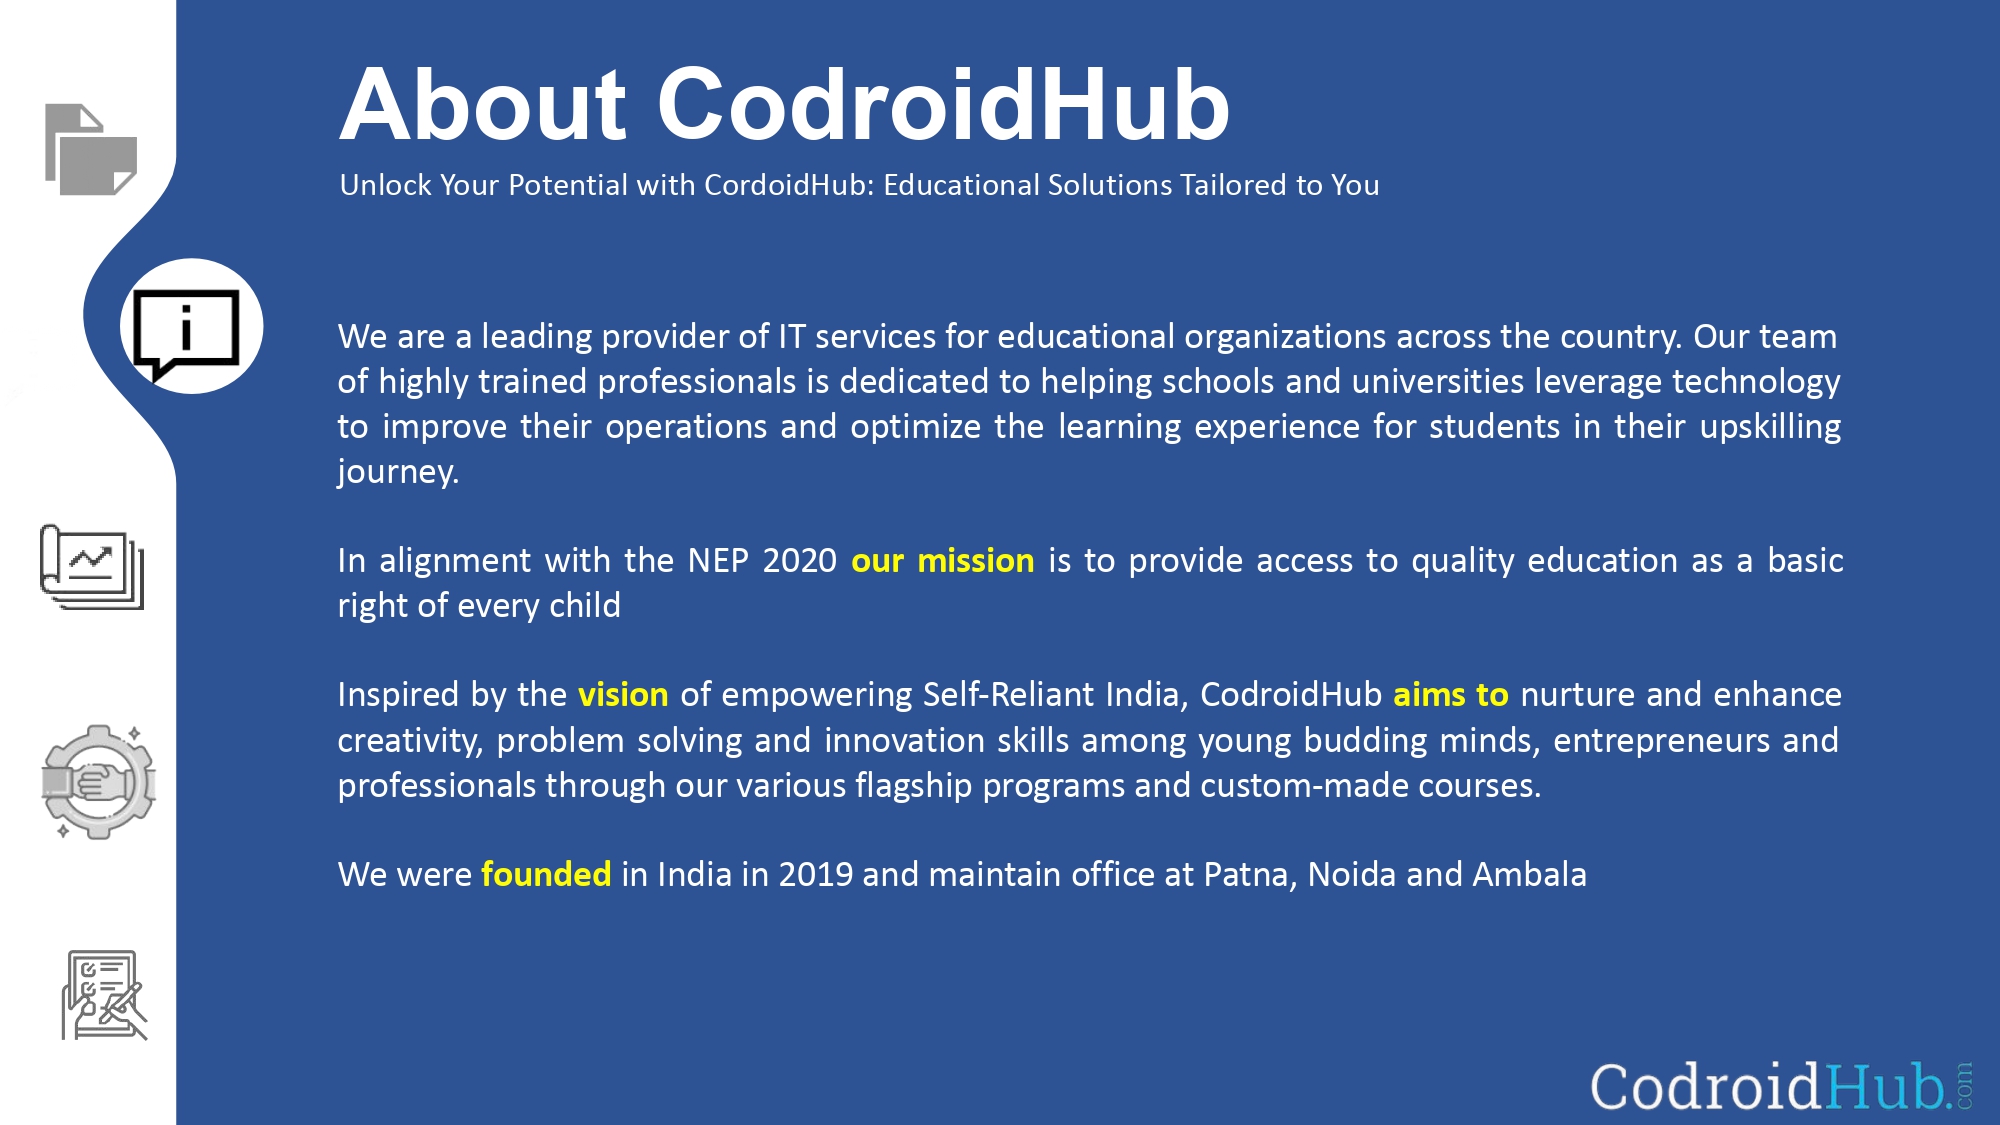 About CodroidHub
Unlock Your Potential with CordoidHub: Educational Solutions Tailored to You
i
We are a leading provider of IT services for educational organizations across the country. Our team
of highly trained professionals is dedicated to helping schools and universities leverage technology
to improve their operations and optimize the learning experience for students in their upskilling
journey.
In alignment with the NEP 2020 our mission is to provide access to quality education as a basic
right of every child
Inspired by the vision of empowering Self-Reliant India, CodroidHub aims to nurture and enhance
creativity, problem solving and innovation skills among young budding minds, entrepreneurs and
professionals through our various flagship programs and custom-made courses.
We were founded in India in 2019 and maintain office at Patna, Noida and Ambala
CodroidHub.com